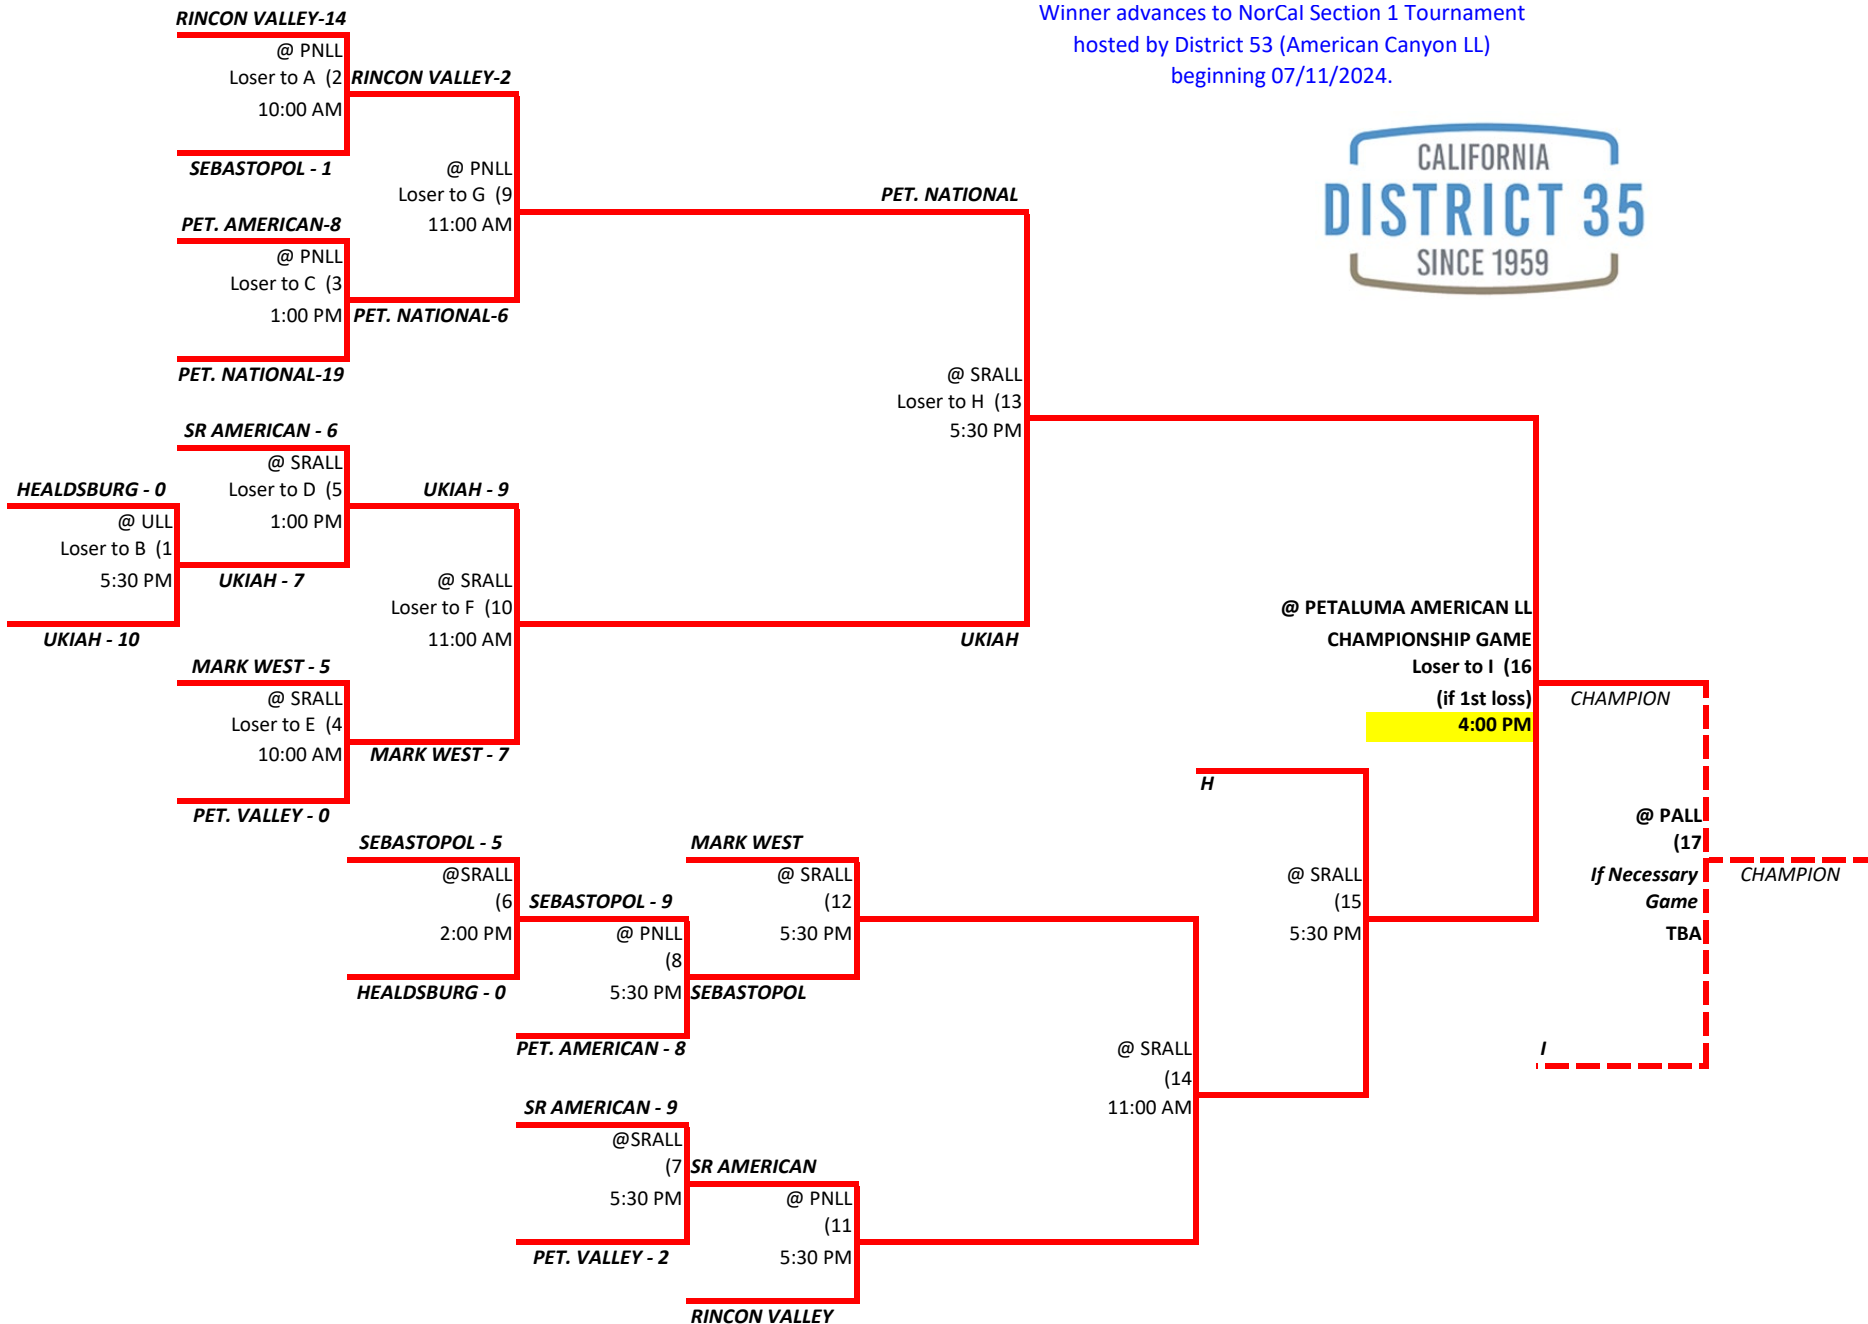 Winner advances to NorCal Section 1 Tournament
hosted by District 53 (American Canyon LL)
beginning 07/11/2024.
CALIFORNIA
DISTRICT 35
SINCE 1959
RINCON VALLEY-14
@ PNLL
Loser to A (2
10:00 AM
SEBASTOPOL - 1
RINCON VALLEY-2
@ PNLL
Loser to G (9
11:00 AM
PET. AMERICAN-8
@ PNLL
Loser to C (3
1:00 PM
PET. NATIONAL-19
PET. NATIONAL-6
PET. NATIONAL
@ SRALL
Loser to H (13
5:30 PM
SR AMERICAN - 6
@ SRALL
Loser to D (5
1:00 PM
HEALDSBURG - 0
@ ULL
Loser to B (1
5:30 PM
UKIAH - 10
UKIAH - 7
UKIAH - 9
@ SRALL
Loser to F (10
11:00 AM
UKIAH
MARK WEST - 5
@ SRALL
Loser to E (4
10:00 AM
PET. VALLEY - 0
MARK WEST - 7
@ PETALUMA AMERICAN LL
CHAMPIONSHIP GAME
Loser to I (16
(if 1st loss)
4:00 PM
CHAMPION
H
@ SRALL
(15
5:30 PM
@ PALL
(17
If Necessary
Game
TBA
CHAMPION
I
SEBASTOPOL - 5
@SRALL
(6
2:00 PM
HEALDSBURG - 0
SEBASTOPOL - 9
@ PNLL
(8
5:30 PM
PET. AMERICAN - 8
MARK WEST
@ SRALL
(12
5:30 PM
SEBASTOPOL
@ SRALL
(14
11:00 AM
SR AMERICAN - 9
@SRALL
(7
5:30 PM
PET. VALLEY - 2
SR AMERICAN
@ PNLL
(11
5:30 PM
RINCON VALLEY